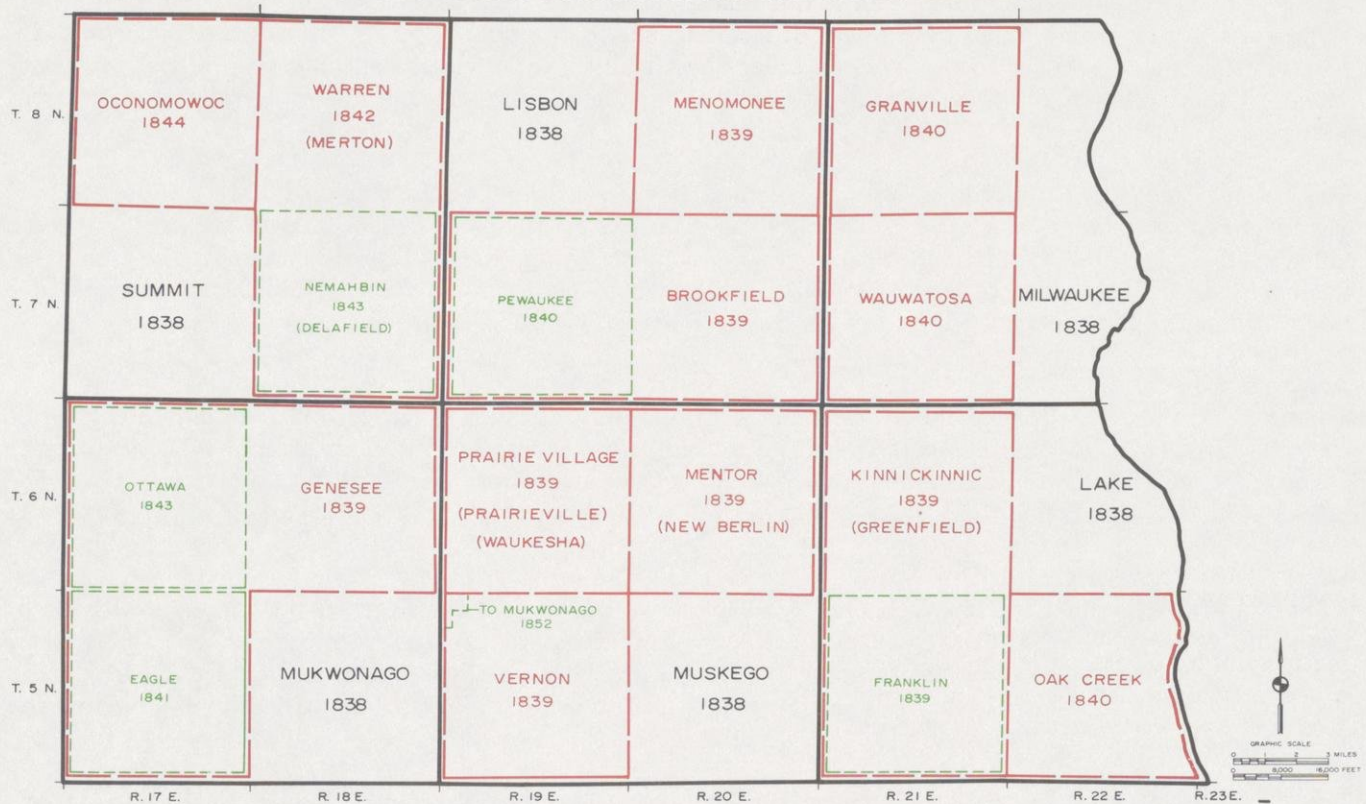 T. 8 N.
OCONOMOWOC
1844
WARREN
1842
(MERTON)
LISBON
1838
MENOMONEE
1839
GRANVILLE
1840
T. 7 N.
SUMMIT
1838
NEMAHBIN
1843
(DELAFIELD)
PEWAUKEE
1840
BROOKFIELD
1839
WAUWATOSA
1840
MILWAUKEE
1838
T. 6 N.
OTTAWA
1843
GENESEE
1839
PRAIRIE VILLAGE
1839
(PRAIRIEVILLE)
(WAUKESHA)
MENTOR
1839
(NEW BERLIN)
KINNICKINNIC
1839
(GREENFIELD)
LAKE
1838
T. 5 N.
EAGLE
1841
MUKWONAGO
1838
TO MUKWONAGO
1852
VERNON
1839
MUSKEGO
1838
FRANKLIN
1839
OAK CREEK
1840
GRAPHIC SCALE
0 1 2 3 MILES
0 8,000 16,000 FEET
R. 17 E.
R. 18 E.
R. 19 E.
R. 20 E.
R. 21 E.
R. 22 E.
R. 23 E.